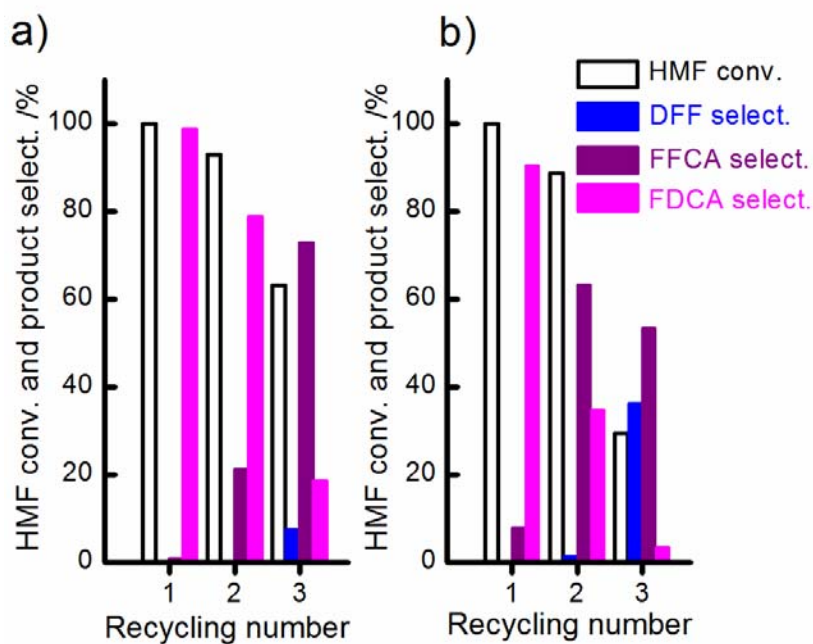 a)
HMF conv. and product select. /%
100
80
60
40
20
0
1 2 3
Recycling number
b)
HMF conv. and product select. /%
100
80
60
40
20
0
1 2 3
Recycling number
HMF conv.
DFF select.
FFCA select.
FDCA select.